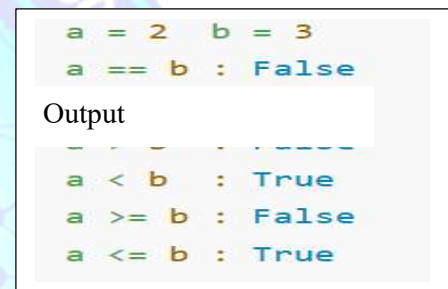 a = 2  b = 3
a == b : False
Output
a < b  : True
a >= b : False
a <= b : True